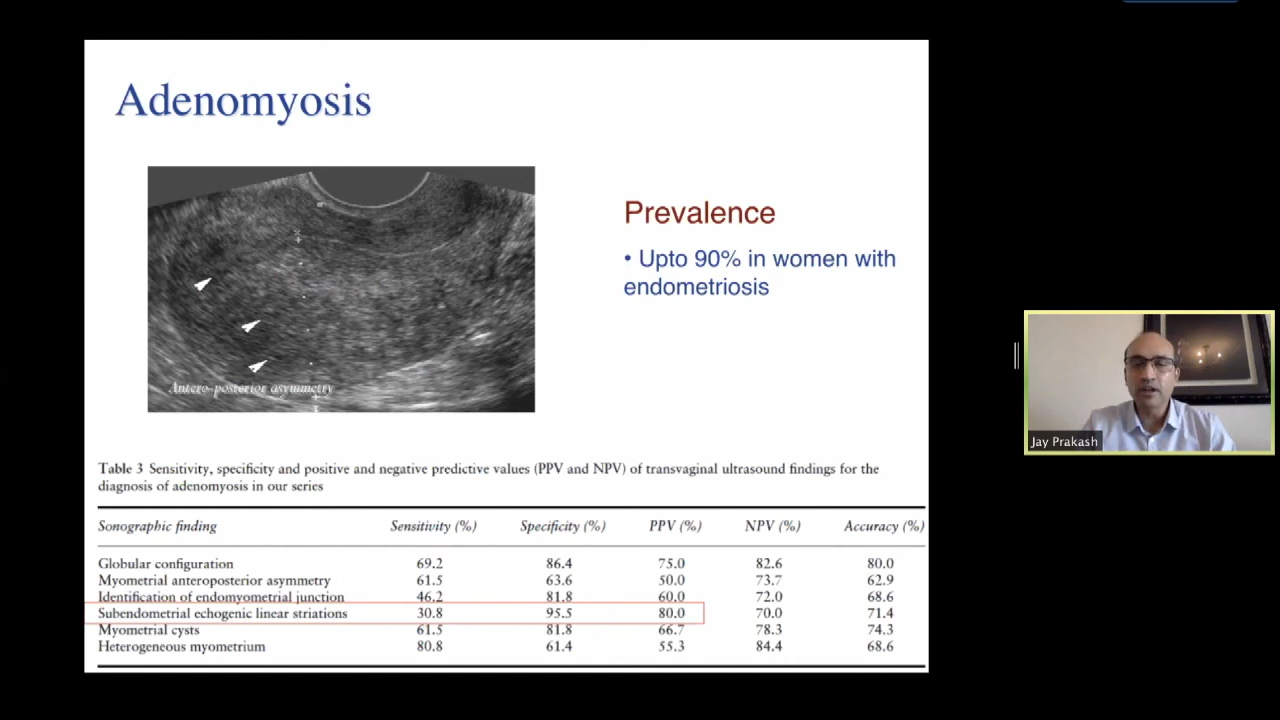 Adenomyosis
Antero-posterior asymmetry
Prevalence
• Upto 90% in women with
endometriosis
Table 3 Sensitivity, specificity and positive and negative predictive values (PPV and NPV) of transvaginal ultrasound findings for the
diagnosis of adenomyosis in our series
Sonographic finding Sensitivity (%) Specificity (%) PPV (%) NPV (%) Accuracy (%)
Globular configuration 69.2 86.4 75.0 82.6 80.0
Myometrial anteroposterior asymmetry 61.5 63.6 50.0 73.7 62.9
Identification of endomyometrial junction 46.2 81.8 60.0 72.0 68.6
Subendometrial echogenic linear striations 30.8 95.5 80.0 70.0 71.4
Myometrial cysts 61.5 81.8 66.7 78.3 74.3
Heterogeneous myometrium 80.8 61.4 55.3 84.4 68.6
Jay Prakash